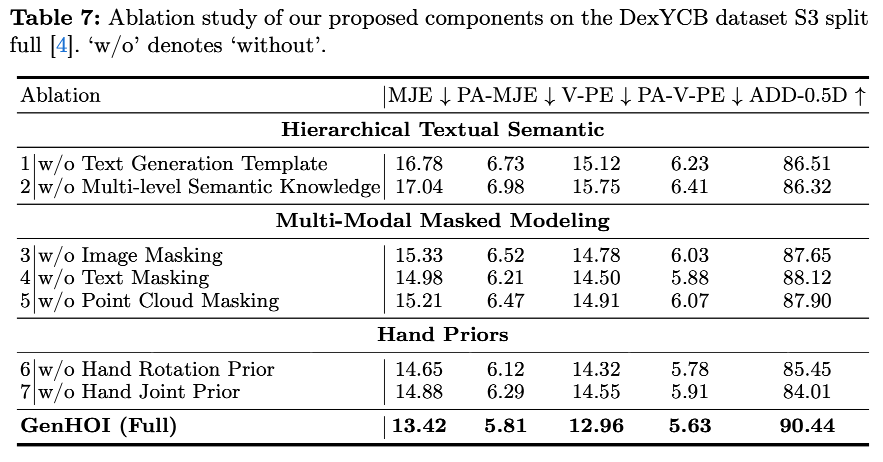 Table 7: Ablation study of our proposed components on the DexYCB dataset S3 split
full [4]. ‘w/o’ denotes ‘without’.
Ablation MJE ↓ PA-MJE ↓ V-PE ↓ PA-V-PE ↓ ADD-0.5D ↑
Hierarchical Textual Semantic
1 w/o Text Generation Template 16.78 6.73 15.12 6.23 86.51
2 w/o Multi-level Semantic Knowledge 17.04 6.98 15.75 6.41 86.32
Multi-Modal Masked Modeling
3 w/o Image Masking 15.33 6.52 14.78 6.03 87.65
4 w/o Text Masking 14.98 6.21 14.50 5.88 88.12
5 w/o Point Cloud Masking 15.21 6.47 14.91 6.07 87.90
Hand Priors
6 w/o Hand Rotation Prior 14.65 6.12 14.32 5.78 85.45
7 w/o Hand Joint Prior 14.88 6.29 14.55 5.91 84.01
GenHOI (Full) 13.42 5.81 12.96 5.63 90.44